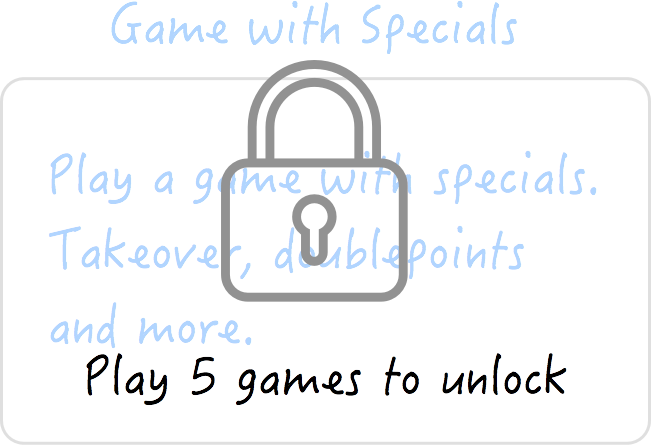 Game with Specials
Play a game with specials.
Takeover, doublepoints
and more.
Play 5 games to unlock